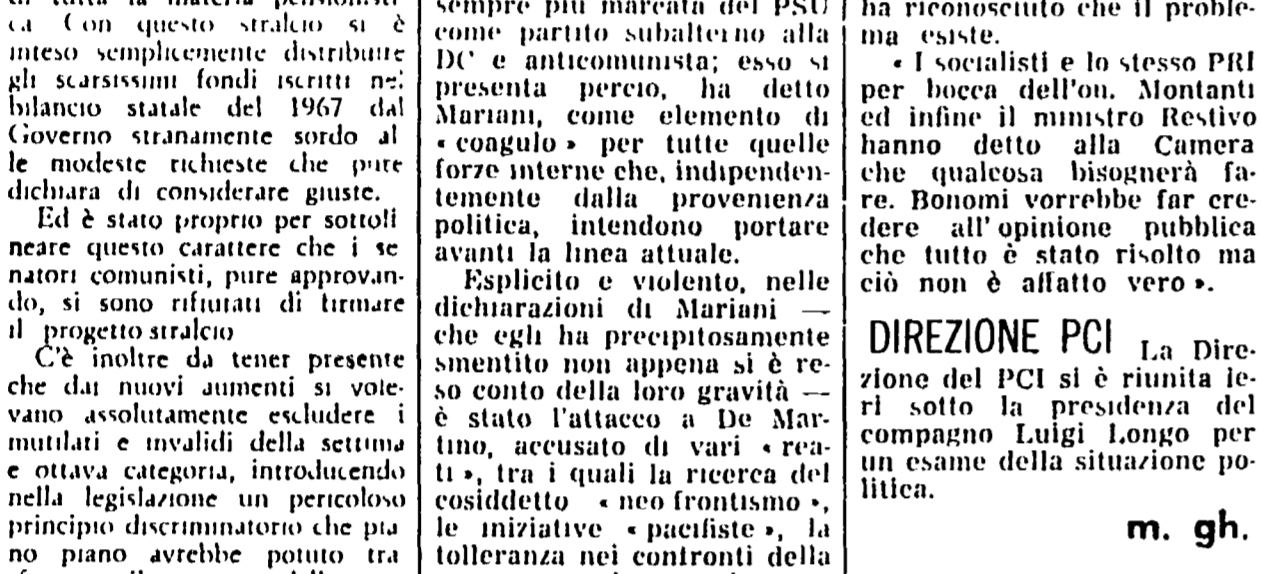 di tutta la materia pensionisti-
ca Con questo stralcio si è
inteso semplicemente distribuire
gli scarsissimi fondi iscritti nel
bilancio statale del 1967 dal
Governo stranamente sordo al
le modeste richieste che pure
dichiara di considerare giuste.
Ed è stato proprio per sottoli
neare questo carattere che i se
natori comunisti, pure approvan-
do, si sono rifiutati di firmare
il progetto stralcio
C'è inoltre da tener presente
che dai nuovi aumenti si vole-
vano assolutamente escludere i
mutilati e invalidi della settima
e ottava categoria, introducendo
nella legislazione un pericoloso
principio discriminatorio che pia
no piano avrebbe potuto tra
sempre più marcata del PSU
come partito subalterno alla
DC e anticomunista; esso si
presenta perciò, ha detto
Mariani, come elemento di
« coagulo » per tutte quelle
forze interne che, indipenden-
temente dalla provenienza
politica, intendono portare
avanti la linea attuale.
Esplicito e violento, nelle
dichiarazioni di Mariani —
che egli ha precipitosamente
smentito non appena si è re-
so conto della loro gravità —
è stato l'attacco a De Mar-
tino, accusato di vari « rea-
ti », tra i quali la ricerca del
cosiddetto « neo frontismo »,
le iniziative « pacifiste », la
tolleranza nei confronti della
ha riconosciuto che il proble-
ma esiste.
« I socialisti e lo stesso PRI
per bocca dell'on. Montanti
ed infine il ministro Restivo
hanno detto alla Camera
che qualcosa bisognerà fa-
re. Bonomi vorrebbe far cre-
dere all'opinione pubblica
che tutto è stato risolto ma
ciò non è affatto vero ».
DIREZIONE PCI La Dire-
zione del PCI si è riunita ie-
ri sotto la presidenza del
compagno Luigi Longo per
un esame della situazione po-
litica.
m. gh.